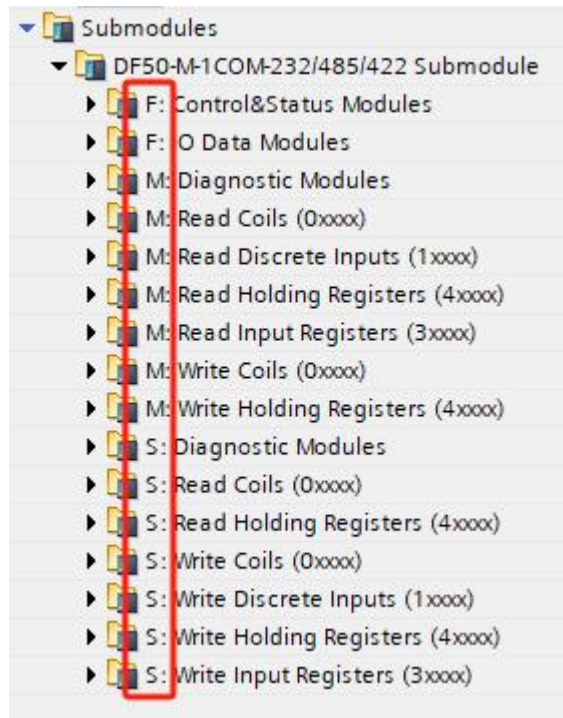 Submodules
DF50-M-1COM-232/485/422 Submodule
F: Control&Status Modules
F: IO Data Modules
M: Diagnostic Modules
M: Read Coils (0xxxx)
M: Read Discrete Inputs (1xxxx)
M: Read Holding Registers (4xxxx)
M: Read Input Registers (3xxxx)
M: Write Coils (0xxxx)
M: Write Holding Registers (4xxxx)
S: Diagnostic Modules
S: Read Coils (0xxxx)
S: Read Holding Registers (4xxxx)
S: Write Coils (0xxxx)
S: Write Discrete Inputs (1xxxx)
S: Write Holding Registers (4xxxx)
S: Write Input Registers (3xxxx)